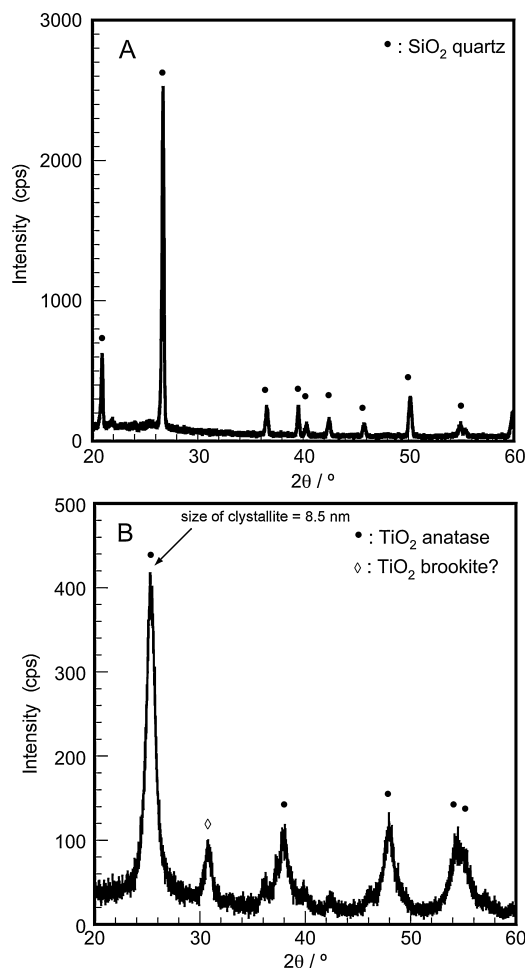 3000
A
• : SiO2 quartz
2000
Intensity (cps)
1000
0
20 30 40 50 60
2θ / º
500
size of clystallite = 8.5 nm
B
• : TiO2 anatase
◊ : TiO2 brookite?
400
300
Intensity (cps)
200
100
0
20 30 40 50 60
2θ / º